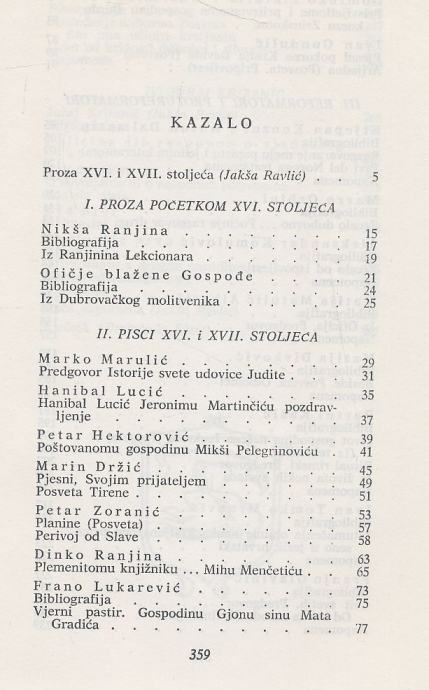 KAZALO
Proza XVI. i XVII. stoljeća (Jakša Ravlić) . . 5
I. PROZA POČETKOM XVI. STOLJEĆA
Nikša Ranjina . . . . . . . 15
Bibliografija . . . . . . . . 17
Iz Ranjinina Lekcionara . . . . . . 19
Ofičje blažene Gospođe . . . . 21
Bibliografija . . . . . . . . 24
Iz Dubrovačkog molitvenika . . . . . 25
II. PISCI XVI. i XVII. STOLJEĆA
Marko Marulić . . . . . . . 29
Predgovor Istorije svete udovice Judite . . . 31
Hanibal Lucić . . . . . . . 35
Hanibal Lucić Jeronimu Martinčiću pozdrav-
ljenje . . . . . . . . . 37
Petar Hektorović . . . . . . 39
Poštovanomu gospodinu Mikši Pelegrinoviću . 41
Marin Držić . . . . . . . . 45
Pjesni, Svojim prijateljem . . . . . 49
Posveta Tirene . . . . . . . . 51
Petar Zoranić . . . . . . . 53
Planine (Posveta) . . . . . . . 57
Perivoj od Slave . . . . . . . 58
Dinko Ranjina . . . . . . . 63
Plemenitomu knjižniku ... Mihu Menčetiću . . 65
Frano Lukarević . . . . . . 73
Bibliografija . . . . . . . . 75
Vjerni pastir. Gospodinu Gjonu sinu Mata
Gradića . . . . . . . . 77
359